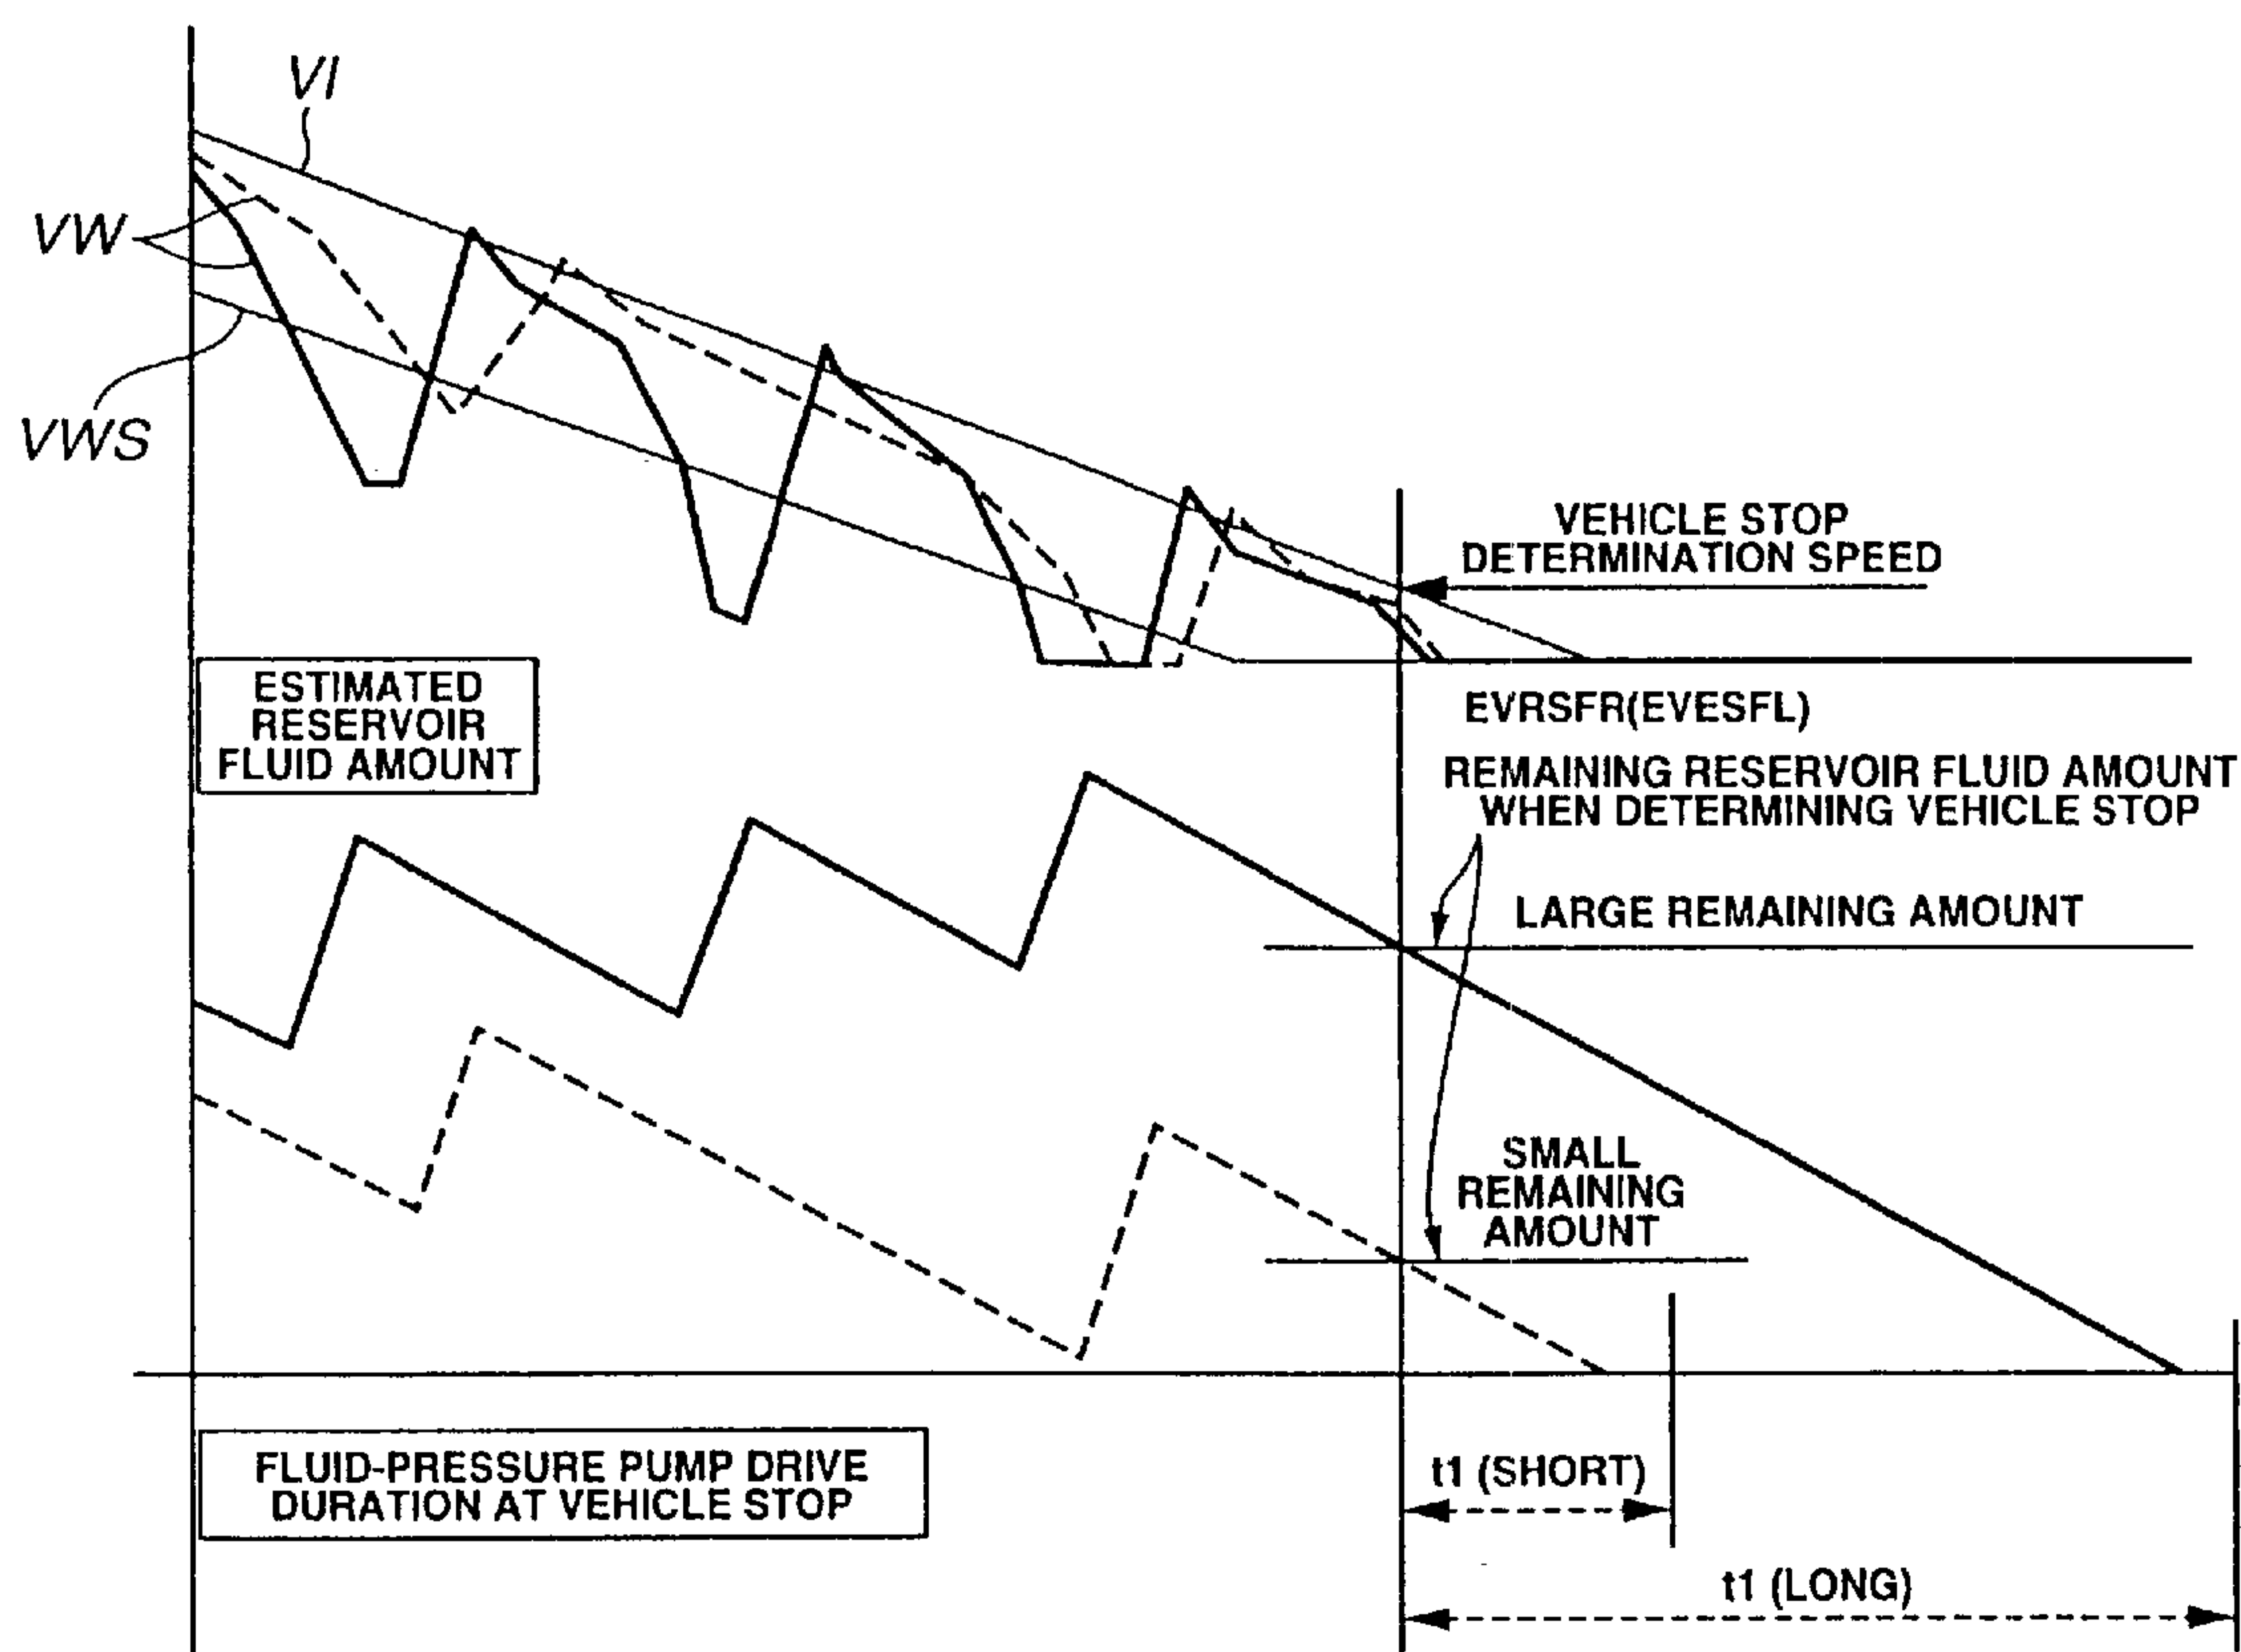 VI
VW
VWS
VEHICLE STOP
DETERMINATION SPEED
ESTIMATED
RESERVOIR
FLUID AMOUNT
EVRSFR(EVESFL)
REMAINING RESERVOIR FLUID AMOUNT
WHEN DETERMINING VEHICLE STOP
LARGE REMAINING AMOUNT
SMALL
REMAINING
AMOUNT
FLUID-PRESSURE PUMP DRIVE
DURATION AT VEHICLE STOP
t1 (SHORT)
t1 (LONG)